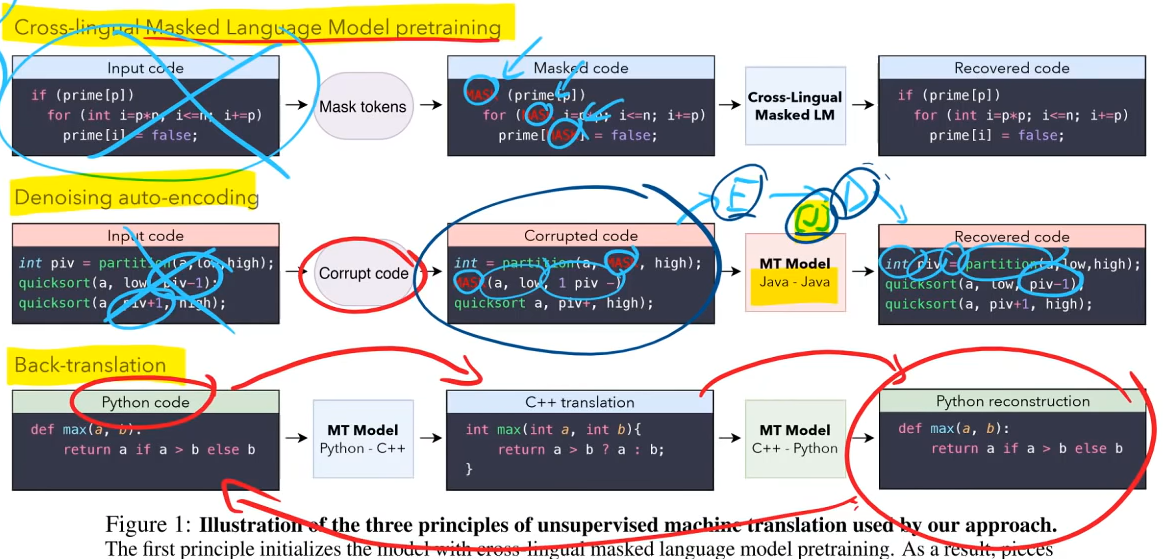 Cross-lingual Masked Language Model pretraining
Input code
if (prime[p])
for (int i=p*p; i<=n; i+=p)
prime[i] = false;
Mask tokens
Masked code
MASK (prime[p])
for (MASK i=p*p; i<=n; i+=p)
prime[MASK] = false;
Cross-Lingual
Masked LM
Recovered code
if (prime[p])
for (int i=p*p; i<=n; i+=p)
prime[i] = false;
Denoising auto-encoding
E
D
[J]
Input code
int piv = partition(a,low,high);
quicksort(a, low, piv-1);
quicksort(a, piv+1, high);
Corrupt code
Corrupted code
int = partition(a, MASK, high);
MASK(a, low, 1 piv -)
quicksort a, piv+, high);
MT Model
Java - Java
Recovered code
int piv = partition(a,low,high);
quicksort(a, low, piv-1);
quicksort(a, piv+1, high);
Back-translation
Python code
def max(a, b):
return a if a > b else b
MT Model
Python - C++
C++ translation
int max(int a, int b){
return a > b ? a : b;
}
MT Model
C++ - Python
Python reconstruction
def max(a, b):
return a if a > b else b
Figure 1: Illustration of the three principles of unsupervised machine translation used by our approach.
The first principle initializes the model with cross-lingual masked language model pretraining. As a result, pieces